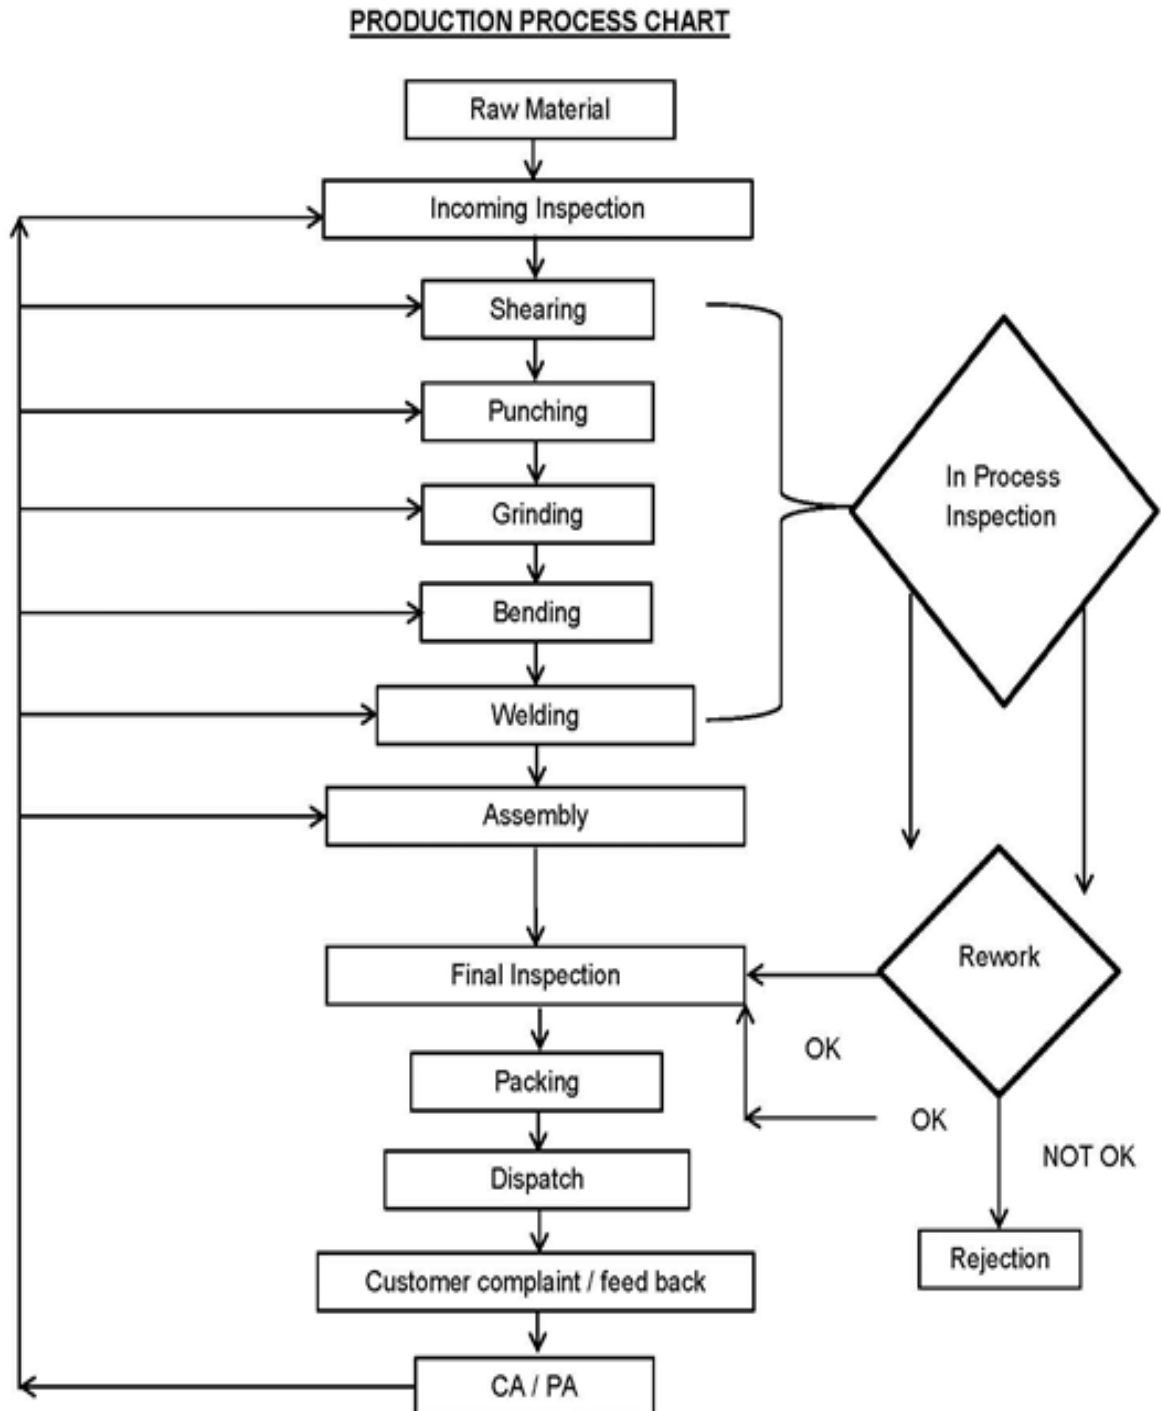 PRODUCTION PROCESS CHART
Raw Material
Incoming Inspection
Shearing
Punching
Grinding
Bending
Welding
Assembly
In Process
Inspection
Final Inspection
Rework
OK
Packing
OK
NOT OK
Dispatch
Rejection
Customer complaint / feed back
CA / PA